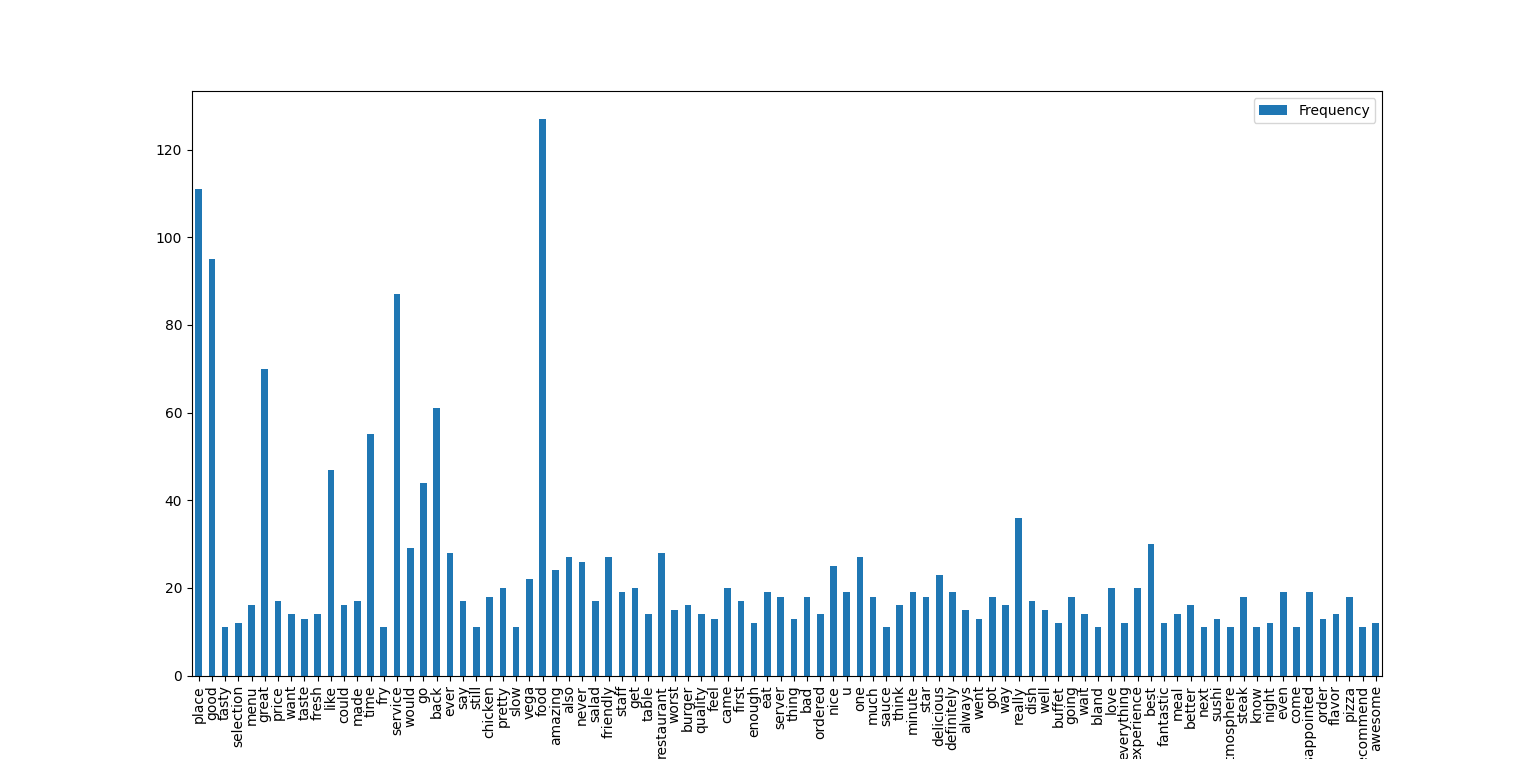 Frequency
120
100
80
60
40
20
0
place
good
tasty
selection
menu
great
price
want
taste
fresh
like
could
made
time
fry
service
would
go
back
ever
say
still
chicken
pretty
slow
vega
food
amazing
also
never
salad
friendly
staff
get
table
restaurant
worst
burger
quality
feel
came
first
enough
eat
server
thing
bad
ordered
nice
u
one
much
sauce
think
minute
star
delicious
definitely
always
went
got
way
really
dish
well
buffet
going
wait
bland
love
everything
experience
best
fantastic
meal
better
next
sushi
tmosphere
steak
know
night
even
come
sappointed
order
flavor
pizza
ecommend
awesome